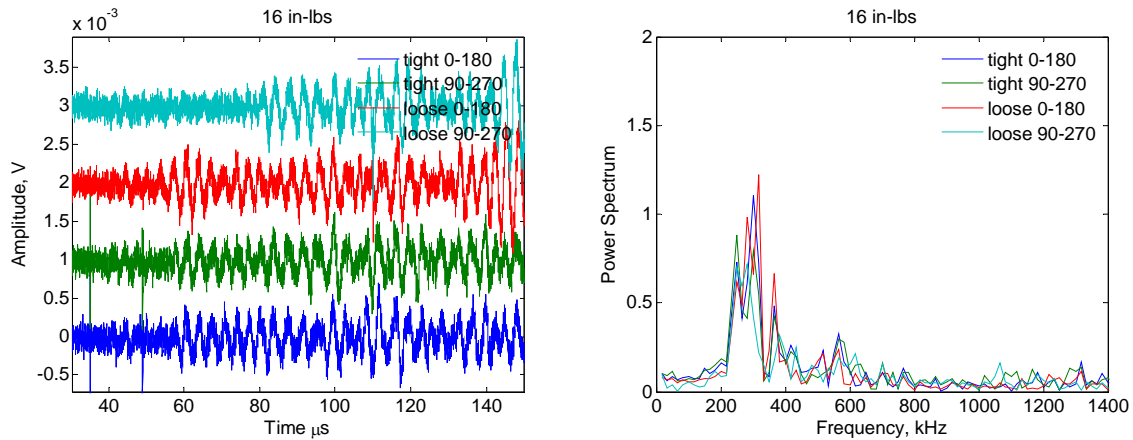 16 in-lbs
x 10^-3
3.5
3
2.5
2
1.5
1
0.5
0
-0.5
40 60 80 100 120 140
Amplitude, V
Time μs
tight 0-180
tight 90-270
loose 0-180
loose 90-270
16 in-lbs
2
1.5
1
0.5
0
0 200 400 600 800 1000 1200 1400
Power Spectrum
Frequency, kHz
tight 0-180
tight 90-270
loose 0-180
loose 90-270